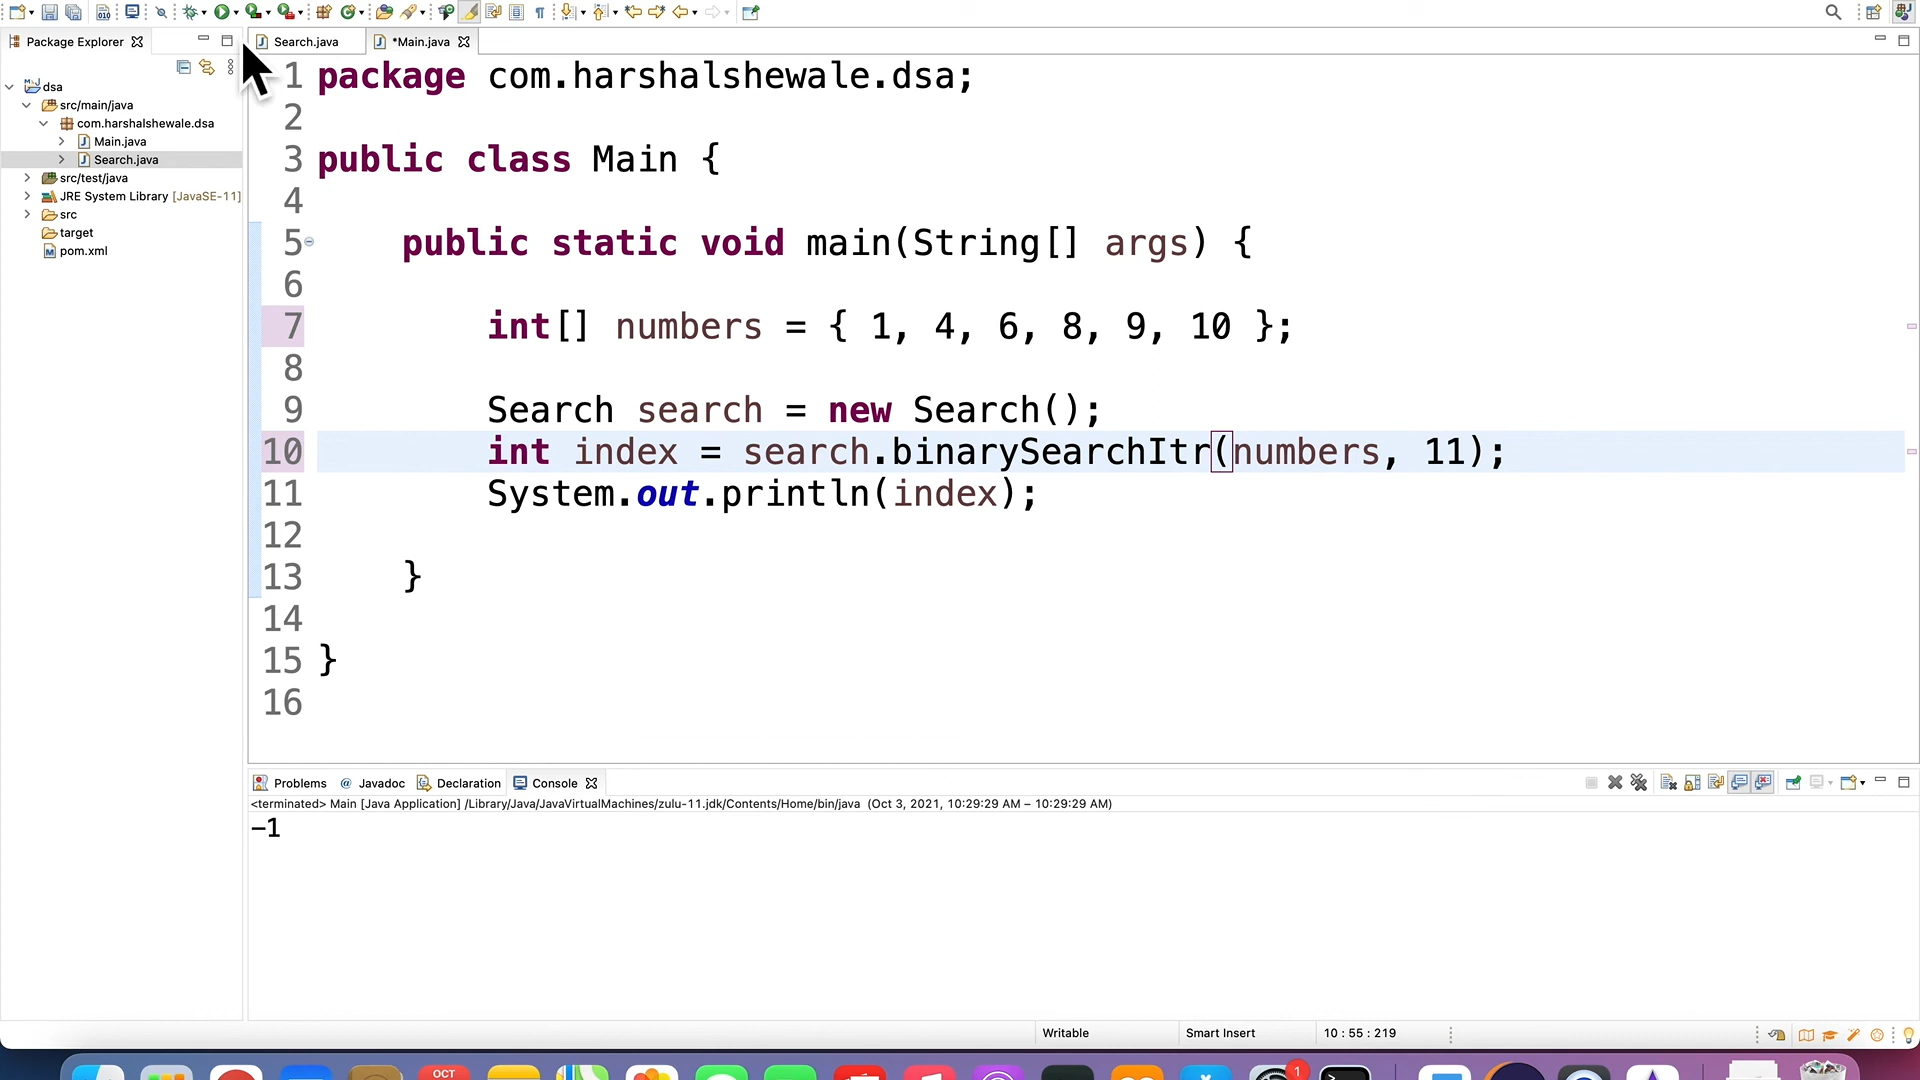 Package Explorer
Search.java
*Main.java
dsa
src/main/java
com.harshalshewale.dsa
Main.java
Search.java
src/test/java
JRE System Library [JavaSE-11]
src
target
pom.xml
1 package com.harshalshewale.dsa;
2
3 public class Main {
4
5 public static void main(String[] args) {
6
7 int[] numbers = { 1, 4, 6, 8, 9, 10 };
8
9 Search search = new Search();
10 int index = search.binarySearchItr(numbers, 11);
11 System.out.println(index);
12
13 }
14
15 }
16
Problems @ Javadoc Declaration Console
<terminated> Main [Java Application] /Library/Java/JavaVirtualMachines/zulu-11.jdk/Contents/Home/bin/java (Oct 3, 2021, 10:29:29 AM – 10:29:29 AM)
-1
Writable Smart Insert 10 : 55 : 219
OCT
1